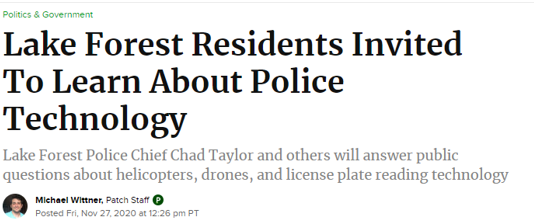 Politics & Government
Lake Forest Residents Invited
To Learn About Police
Technology
Lake Forest Police Chief Chad Taylor and others will answer public
questions about helicopters, drones, and license plate reading technology
Michael Wittner, Patch Staff P
Posted Fri, Nov 27, 2020 at 12:26 pm PT